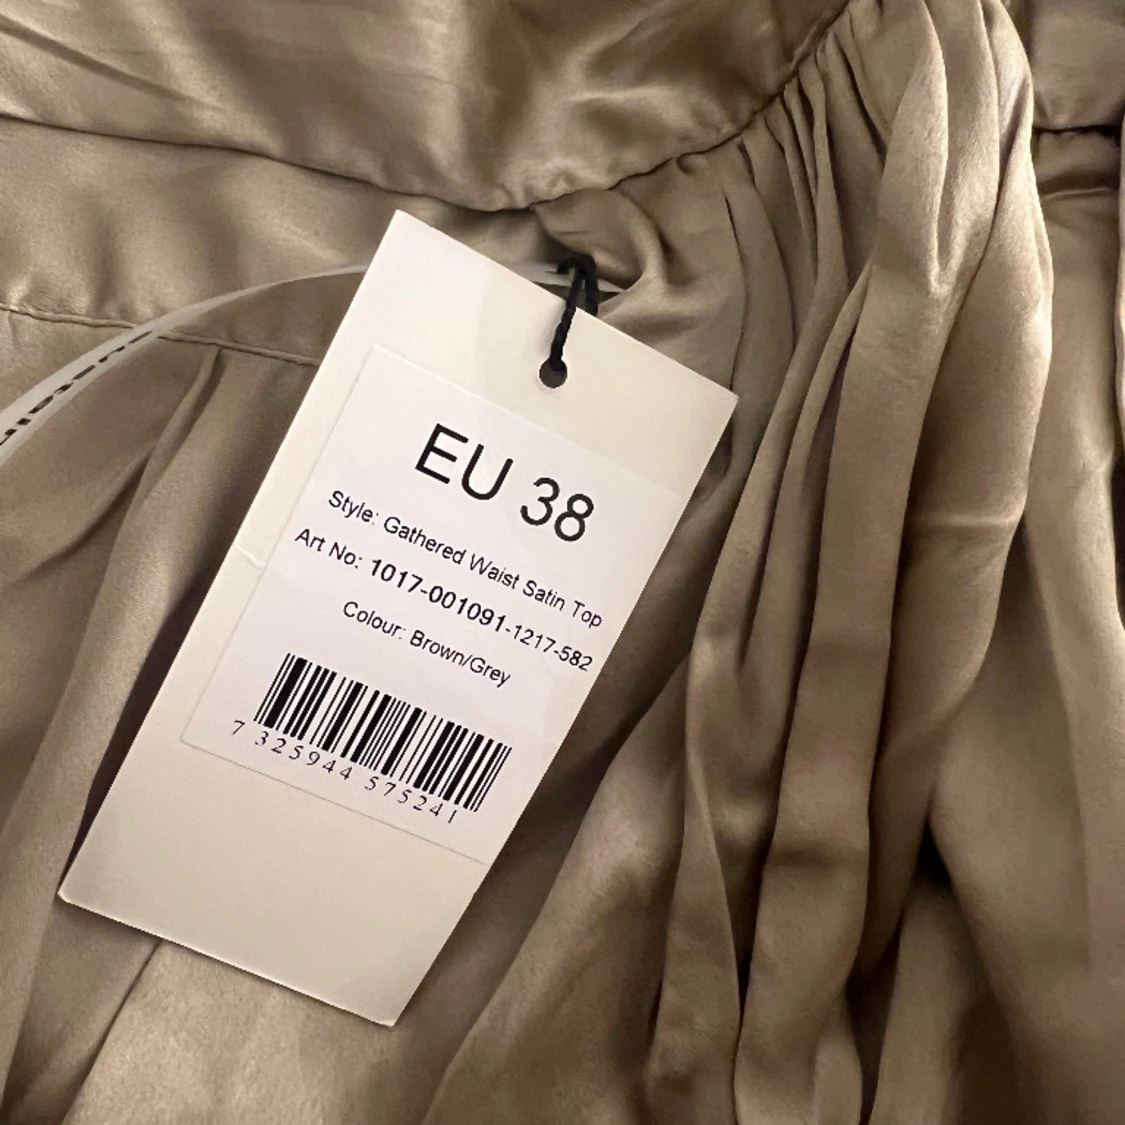 EU 38
Style: Gathered Waist Satin Top
Art No: 1017-001091-1217-582
Colour: Brown/Grey
7 325944 575241